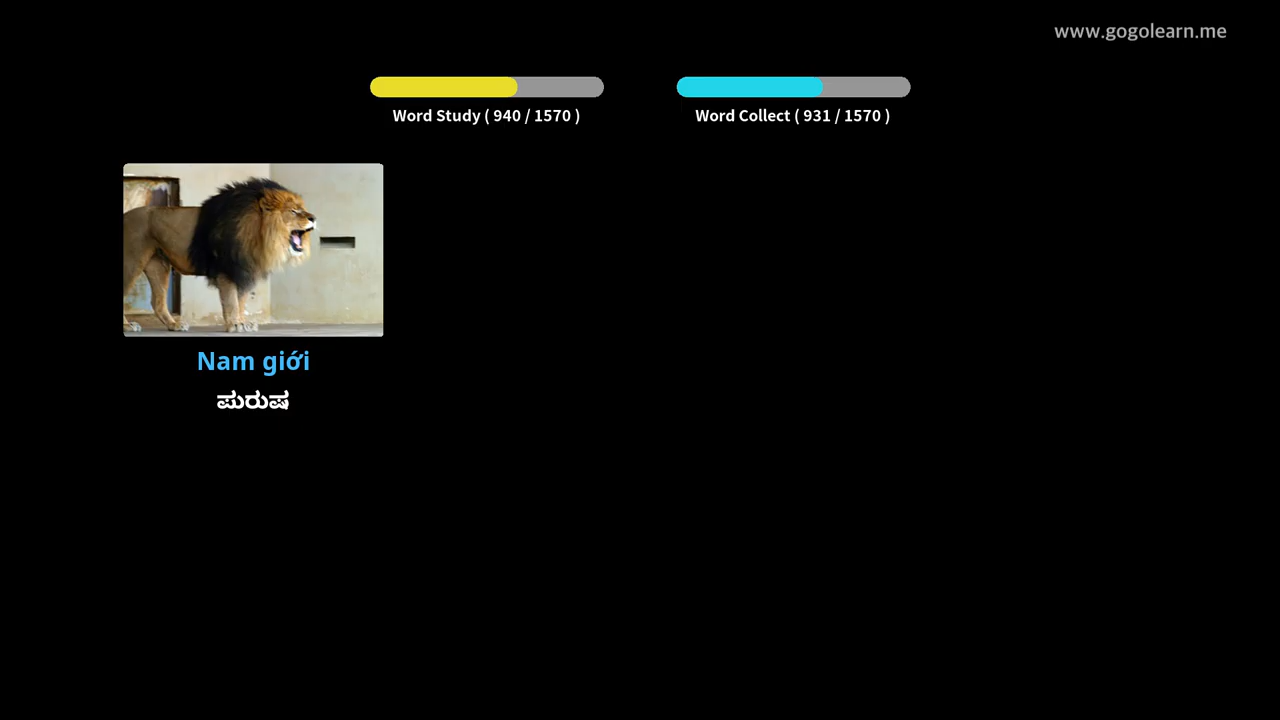 www.gogolearn.me
Word Study ( 940 / 1570 )
Word Collect ( 931 / 1570 )
Nam giới
ಪುರುಷ